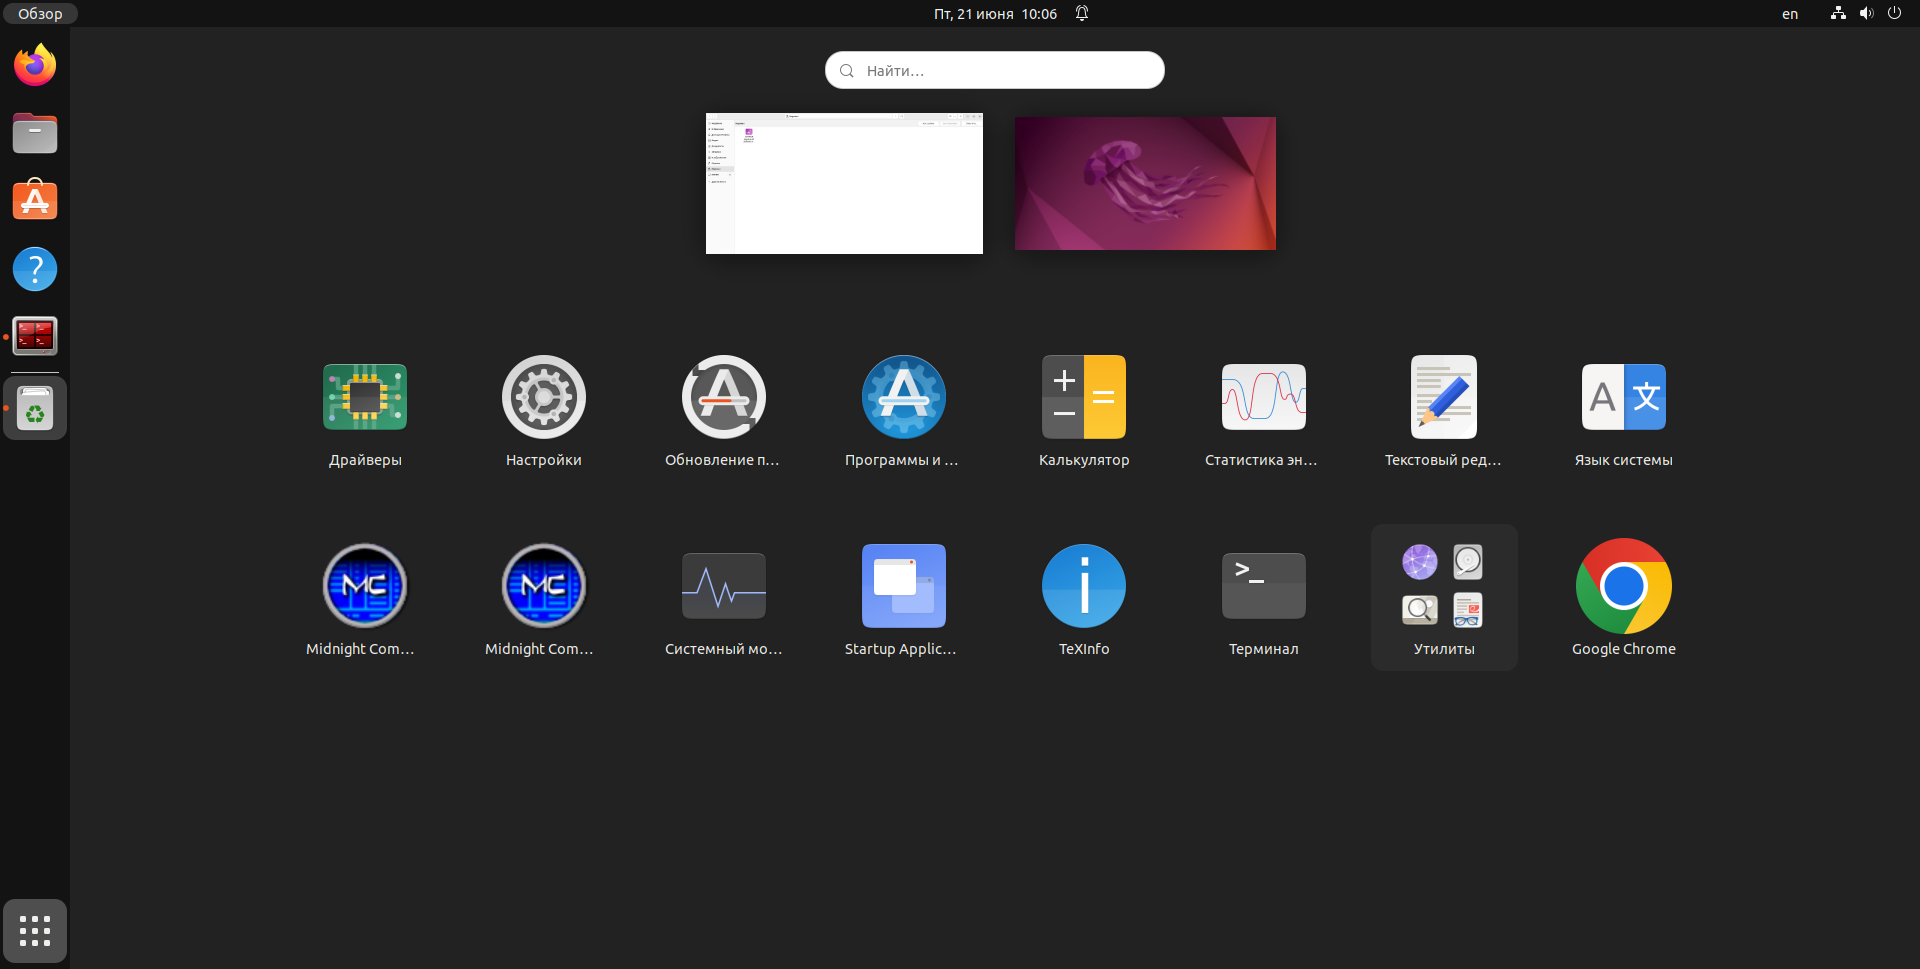 Обзор
Пт, 21 июня 10:06
en
Найти…
Драйверы
Настройки
Обновление п…
Программы и …
Калькулятор
Статистика эн…
Текстовый ред…
Язык системы
Midnight Com…
Midnight Com…
Системный мо…
Startup Applic…
TeXInfo
Терминал
Утилиты
Google Chrome